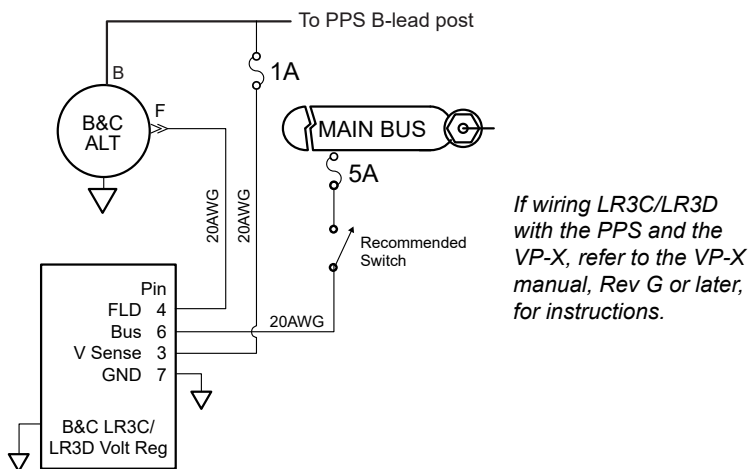 To PPS B-lead post
B
1A
F
B&C
ALT
MAIN BUS
5A
20AWG
20AWG
Recommended
Switch
If wiring LR3C/LR3D
with the PPS and the
VP-X, refer to the VP-X
manual, Rev G or later,
for instructions.
Pin
FLD 4
Bus 6
20AWG
V Sense 3
GND 7
B&C LR3C/
LR3D Volt Reg